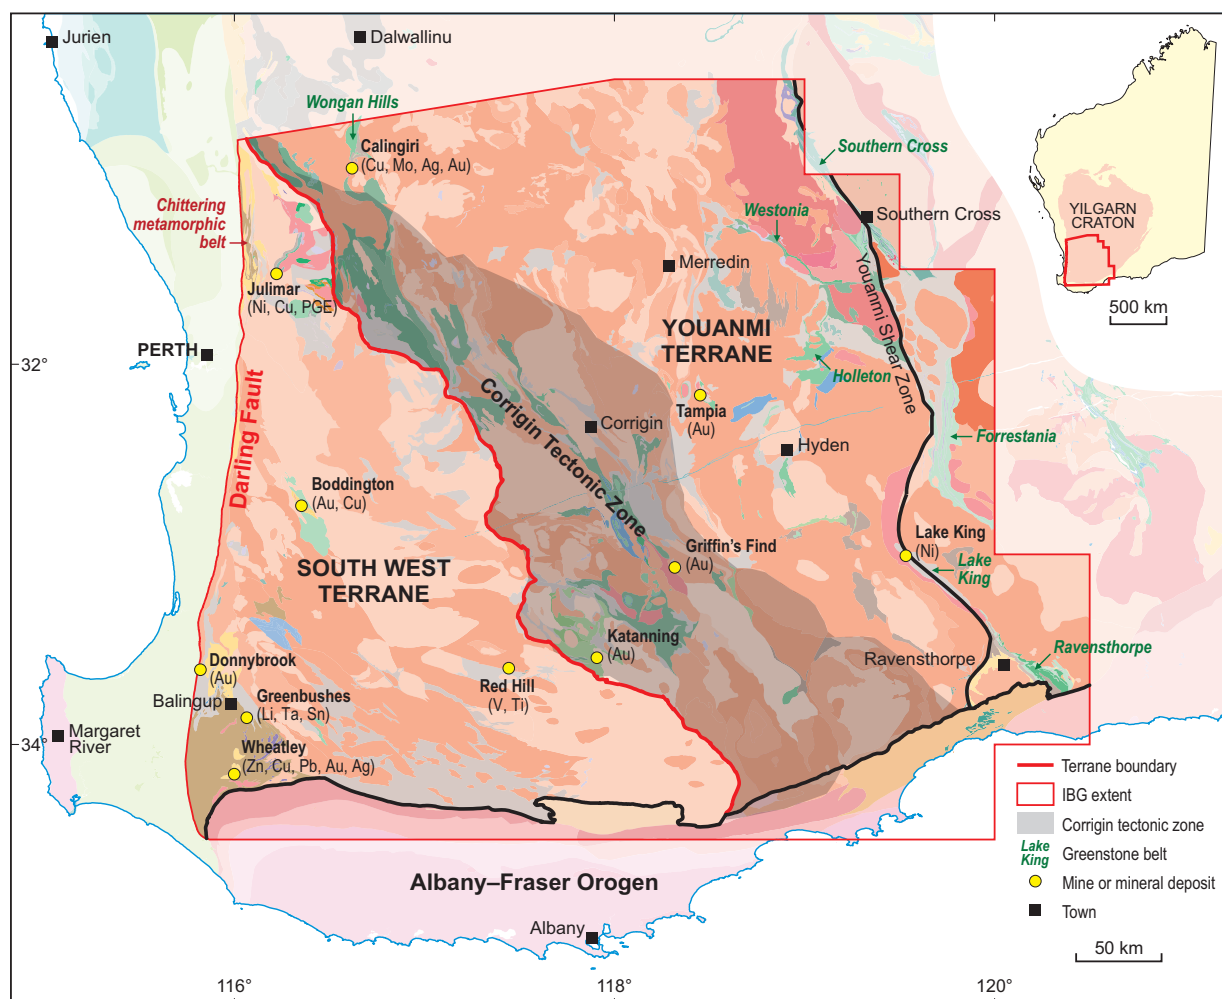 Jurien
Dalwallinu
Wongan Hills
Calingiri
(Cu, Mo, Ag, Au)
Southern Cross
Chittering
metamorphic
belt
Westonia
Southern Cross
YILGARN
CRATON
500 km
Merredin
Julimar
(Ni, Cu, PGE)
Youanmi Shear Zone
YOUANMI
TERRANE
PERTH
32°
Holleton
Corrigin Tectonic Zone
Tampia
(Au)
Corrigin
Hyden
Forrestania
Darling Fault
Boddington
(Au, Cu)
Lake King
(Ni)
Griffin's Find
(Au)
Lake
King
SOUTH WEST
TERRANE
Katanning
(Au)
Ravensthorpe
Ravensthorpe
Donnybrook
(Au)
Balingup
Greenbushes
(Li, Ta, Sn)
Red Hill
(V, Ti)
Margaret
River
34°
Wheatley
(Zn, Cu, Pb, Au, Ag)
Terrane boundary
IBG extent
Corrigin tectonic zone
Lake
King
Greenstone belt
Mine or mineral deposit
Town
50 km
Albany–Fraser Orogen
Albany
116°
118°
120°